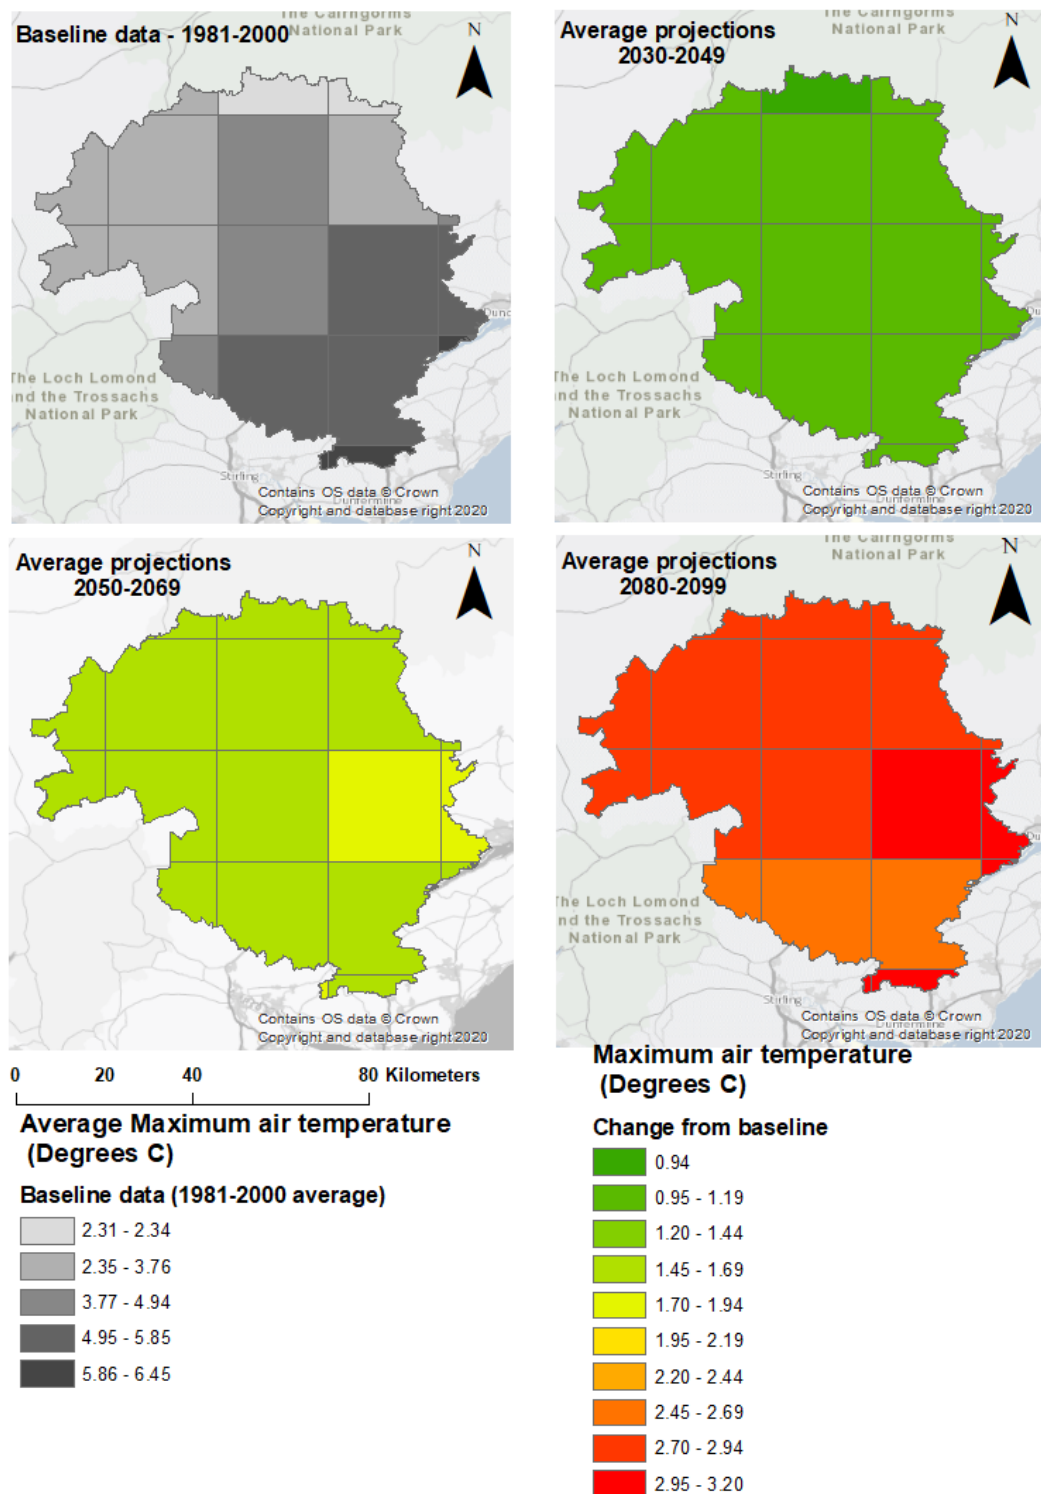 The Cairngorms
National Park
Baseline data - 1981-2000
N
The Loch Lomond
and the Trossachs
National Park
Stirling
Dunfermline
Contains OS data © Crown
Copyright and database right 2020
The Cairngorms
National Park
Average projections
2030-2049
N
The Loch Lomond
nd the Trossachs
National Park
Stirling
Dunfermline
Contains OS data © Crown
Copyright and database right 2020
Average projections
2050-2069
N
Contains OS data © Crown
Copyright and database right 2020
The Cairngorms
National Park
Average projections
2080-2099
N
The Loch Lomond
nd the Trossachs
National Park
Stirling
Dunfermline
Contains OS data © Crown
Copyright and database right 2020
0 20 40 80 Kilometers
Average Maximum air temperature
(Degrees C)
Baseline data (1981-2000 average)
2.31 - 2.34
2.35 - 3.76
3.77 - 4.94
4.95 - 5.85
5.86 - 6.45
Maximum air temperature
(Degrees C)
Change from baseline
0.94
0.95 - 1.19
1.20 - 1.44
1.45 - 1.69
1.70 - 1.94
1.95 - 2.19
2.20 - 2.44
2.45 - 2.69
2.70 - 2.94
2.95 - 3.20